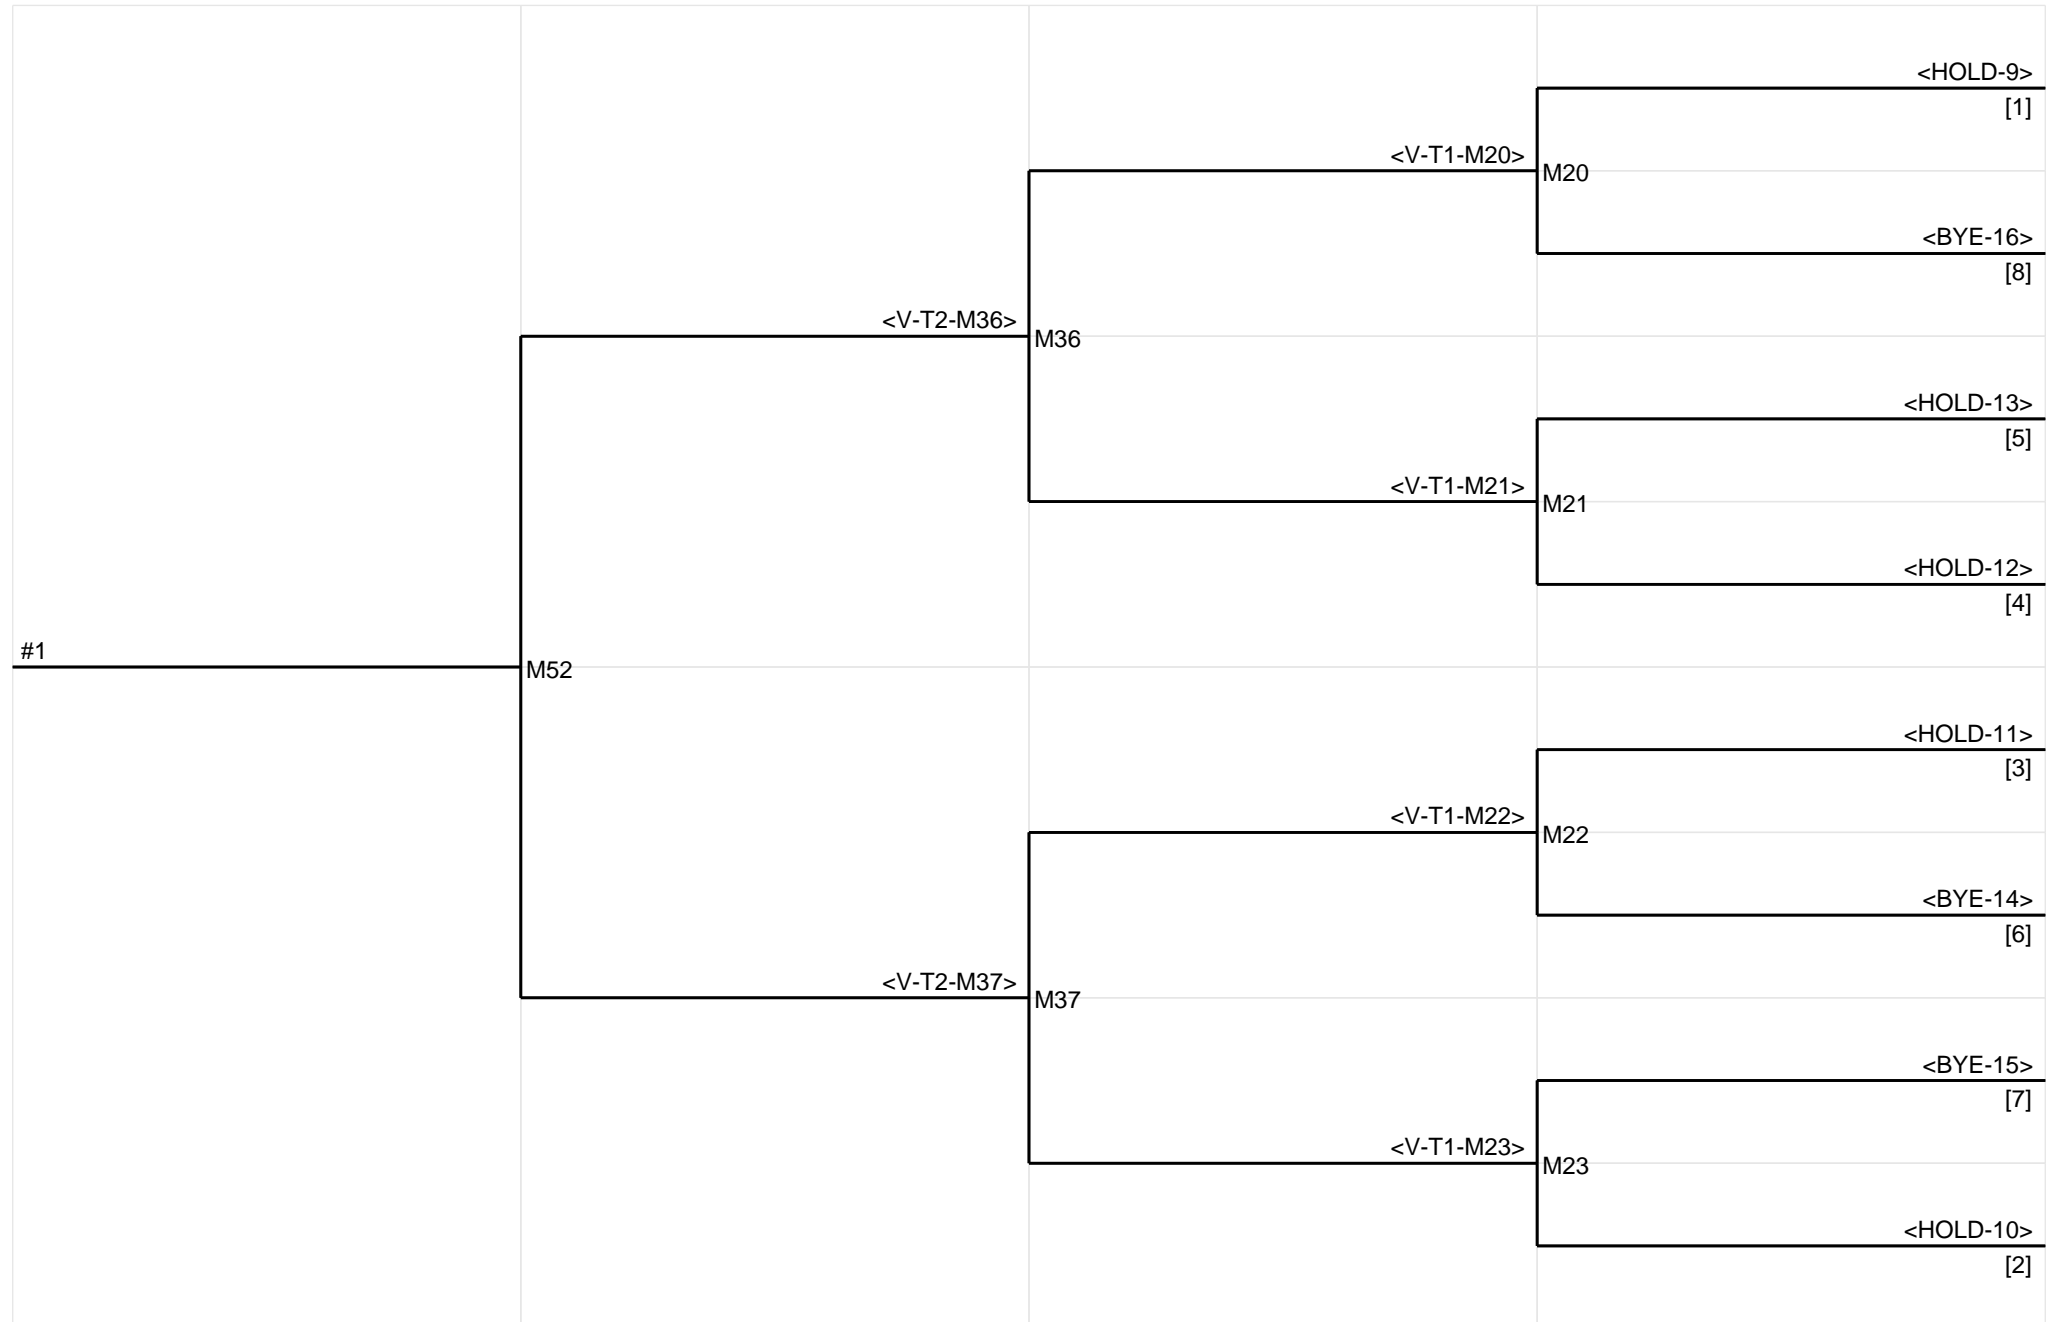 <HOLD-9>
[1]
<V-T1-M20>
M20
<BYE-16>
[8]
<V-T2-M36>
M36
<HOLD-13>
[5]
<V-T1-M21>
M21
<HOLD-12>
[4]
#1
M52
<HOLD-11>
[3]
<V-T1-M22>
M22
<BYE-14>
[6]
<V-T2-M37>
M37
<BYE-15>
[7]
<V-T1-M23>
M23
<HOLD-10>
[2]